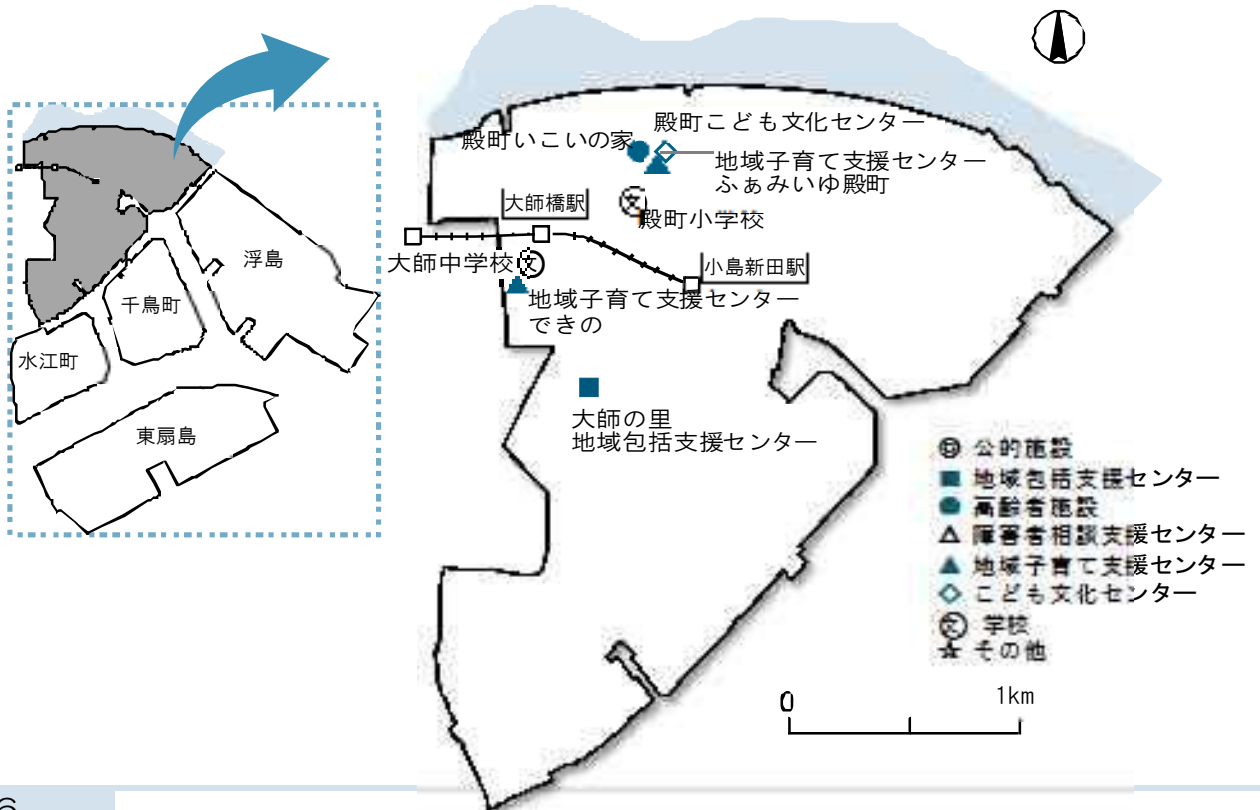 殿町こども文化センター
殿町いこいの家
地域子育て支援センター
ふぁみいゆ殿町
大師橋駅
文
殿町小学校
大師中学校
文
小島新田駅
地域子育て支援センター
できの
大師の里
地域包括支援センター
浮島
千鳥町
水江町
東扇島
公的施設
地域包括支援センター
高齢者施設
障害者相談支援センター
地域子育て支援センター
こども文化センター
文 学校
その他
0 1km
6